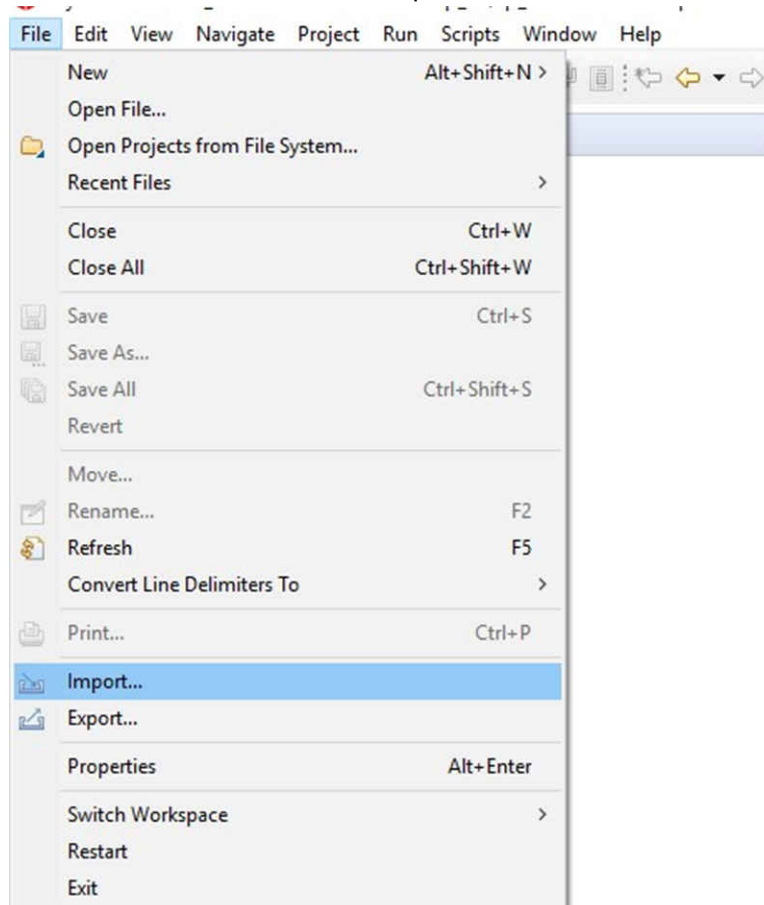 File Edit View Navigate Project Run Scripts Window Help
New Alt+Shift+N >
Open File...
Open Projects from File System...
Recent Files >
Close Ctrl+W
Close All Ctrl+Shift+W
Save Ctrl+S
Save As...
Save All Ctrl+Shift+S
Revert
Move...
Rename... F2
Refresh F5
Convert Line Delimiters To >
Print... Ctrl+P
Import...
Export...
Properties Alt+Enter
Switch Workspace >
Restart
Exit